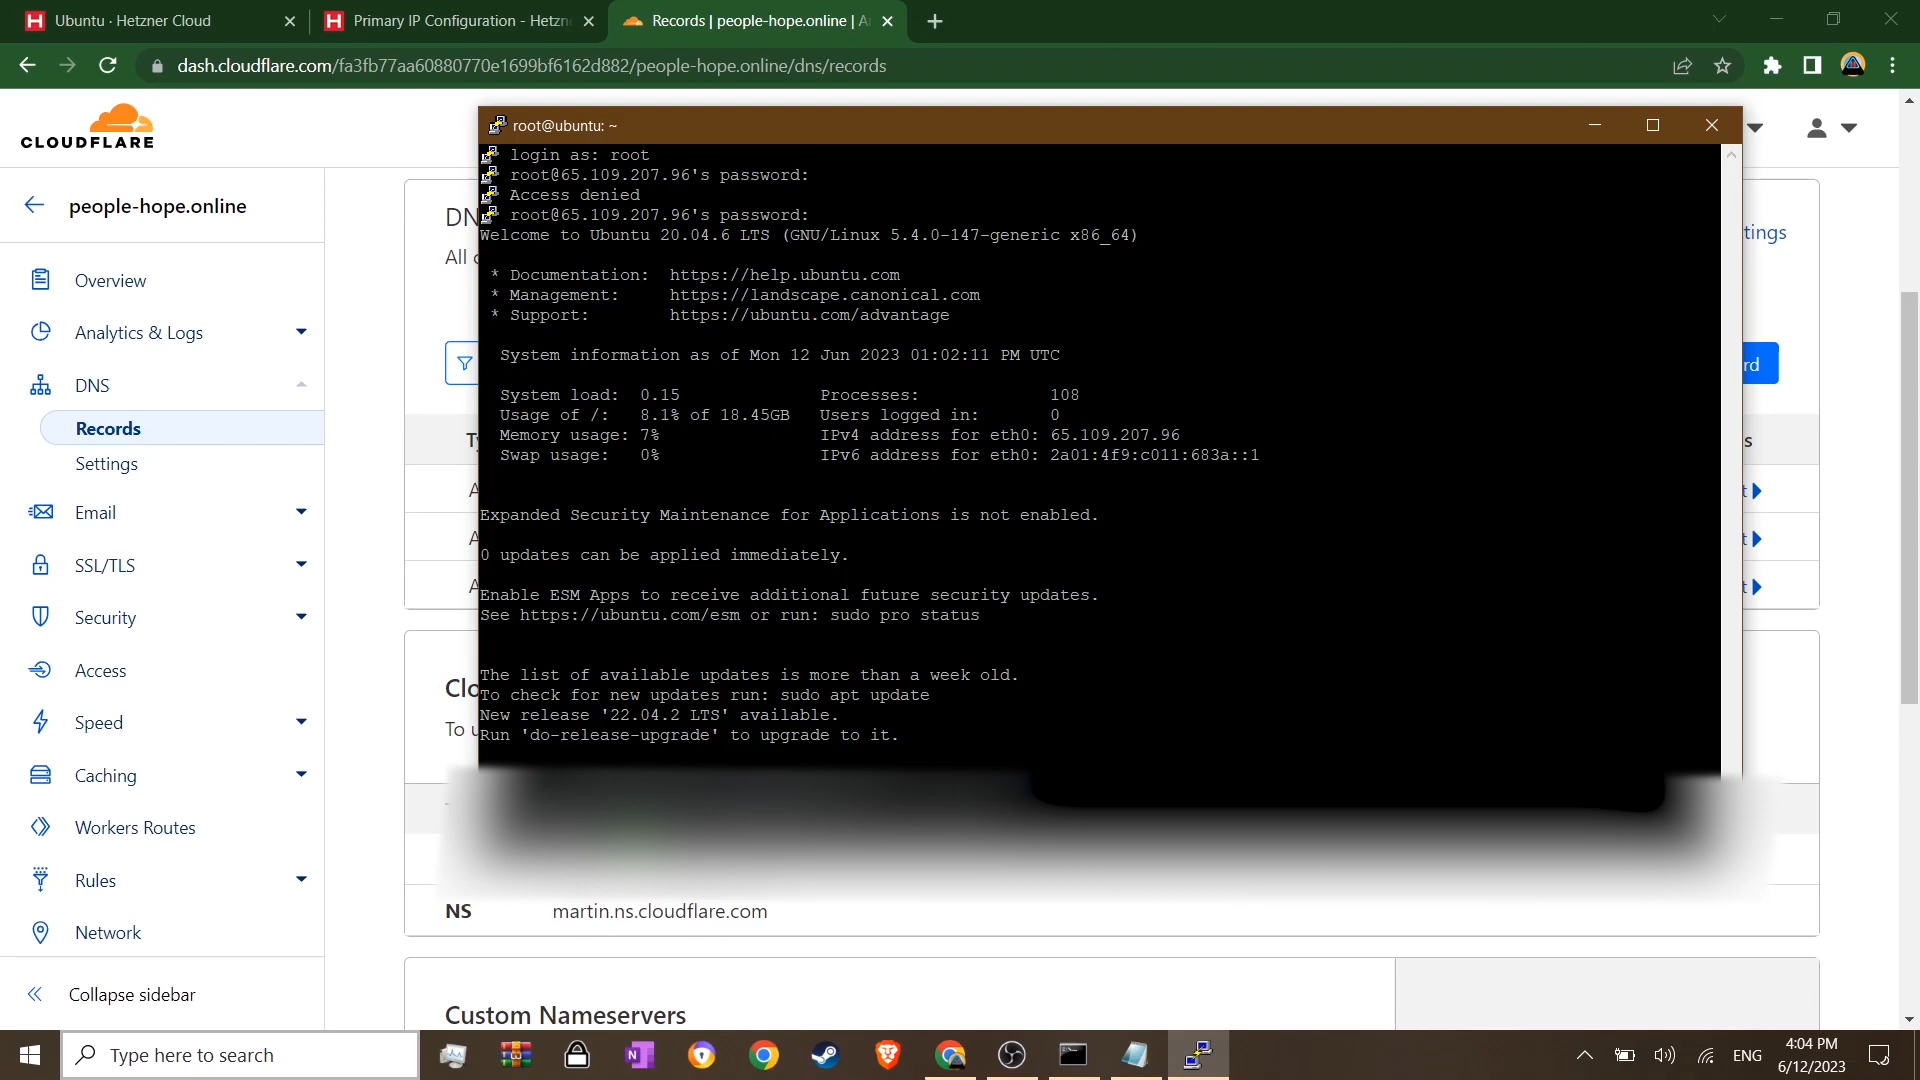 Ubuntu · Hetzner Cloud
Primary IP Configuration - Hetzn
Records | people-hope.online | A
dash.cloudflare.com/fa3fb77aa60880770e1699bf6162d882/people-hope.online/dns/records
CLOUDFLARE
people-hope.online
Overview
Analytics & Logs
DNS
Records
Settings
Email
SSL/TLS
Security
Access
Speed
Caching
Workers Routes
Rules
Network
Collapse sidebar
DN
All
tings
rd
root@ubuntu: ~
login as: root
root@65.109.207.96's password:
Access denied
root@65.109.207.96's password:
Welcome to Ubuntu 20.04.6 LTS (GNU/Linux 5.4.0-147-generic x86_64)
* Documentation: https://help.ubuntu.com
* Management: https://landscape.canonical.com
* Support: https://ubuntu.com/advantage
System information as of Mon 12 Jun 2023 01:02:11 PM UTC
System load: 0.15 Processes: 108
Usage of /: 8.1% of 18.45GB Users logged in: 0
Memory usage: 7% IPv4 address for eth0: 65.109.207.96
Swap usage: 0% IPv6 address for eth0: 2a01:4f9:c011:683a::1
Expanded Security Maintenance for Applications is not enabled.
0 updates can be applied immediately.
Enable ESM Apps to receive additional future security updates.
See https://ubuntu.com/esm or run: sudo pro status
The list of available updates is more than a week old.
To check for new updates run: sudo apt update
New release '22.04.2 LTS' available.
Run 'do-release-upgrade' to upgrade to it.
Clo
To u
NS martin.ns.cloudflare.com
Custom Nameservers
Type here to search
ENG
4:04 PM
6/12/2023